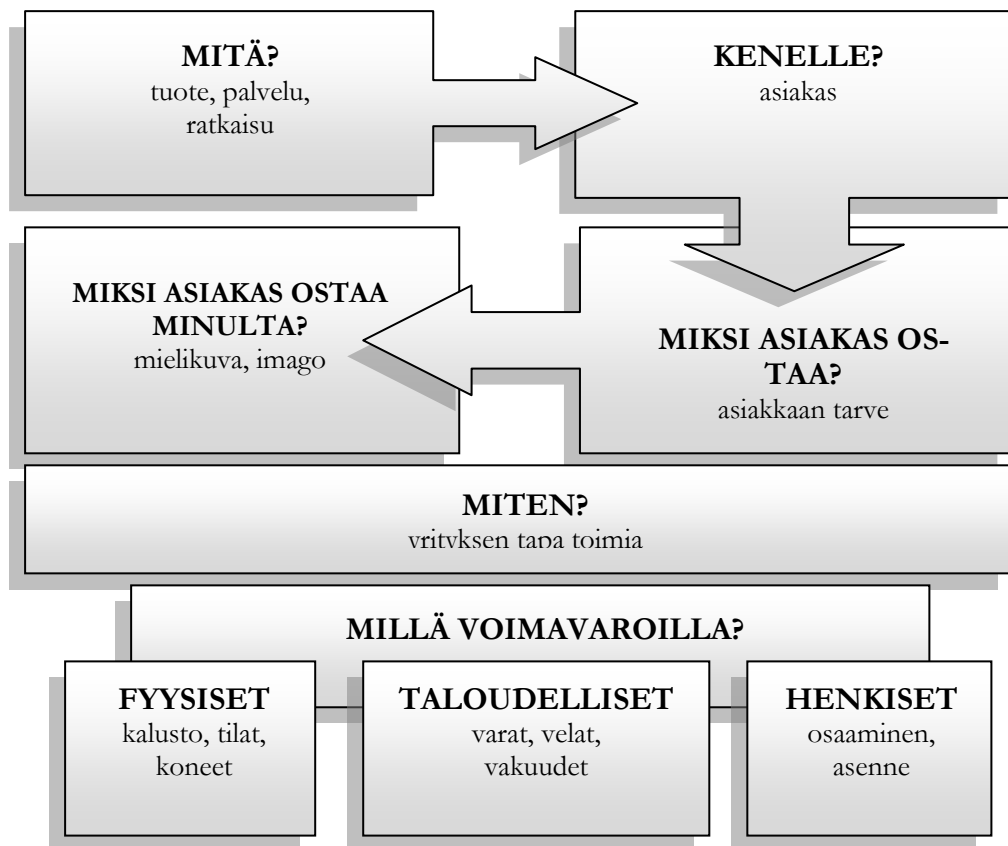 MITÄ?
tuote, palvelu,
ratkaisu
KENELLE?
asiakas
MIKSI ASIAKAS OS-
TAA?
asiakkaan tarve
MIKSI ASIAKAS OSTAA
MINULTA?
mielikuva, imago
MITEN?
yrityksen tapa toimia
MILLÄ VOIMAVAROILLA?
FYYSISET
kalusto, tilat,
koneet
TALOUDELLISET
varat, velat,
vakuudet
HENKISET
osaaminen,
asenne